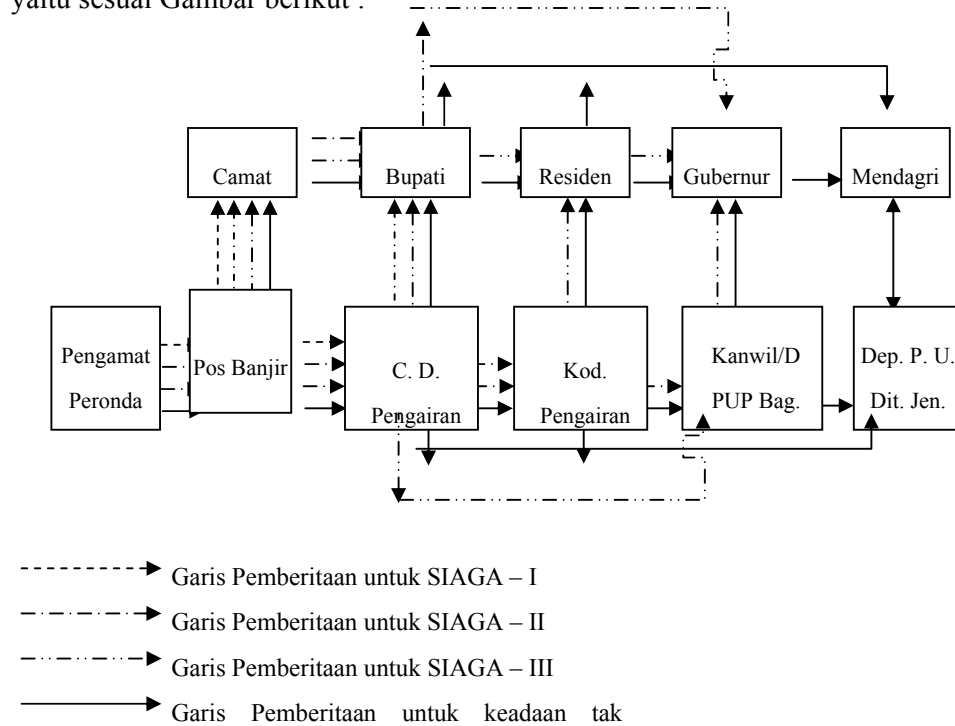 yaitu sesuai Gambar berikut :
Camat
Bupati
Residen
Gubernur
Mendagri
Pengamat
Peronda
Pos Banjir
C. D.
Pengairan
Kod.
Pengairan
Kanwil/D
PUP Bag.
Dep. P. U.
Dit. Jen.
Garis Pemberitaan untuk SIAGA – I
Garis Pemberitaan untuk SIAGA – II
Garis Pemberitaan untuk SIAGA – III
Garis Pemberitaan untuk keadaan tak